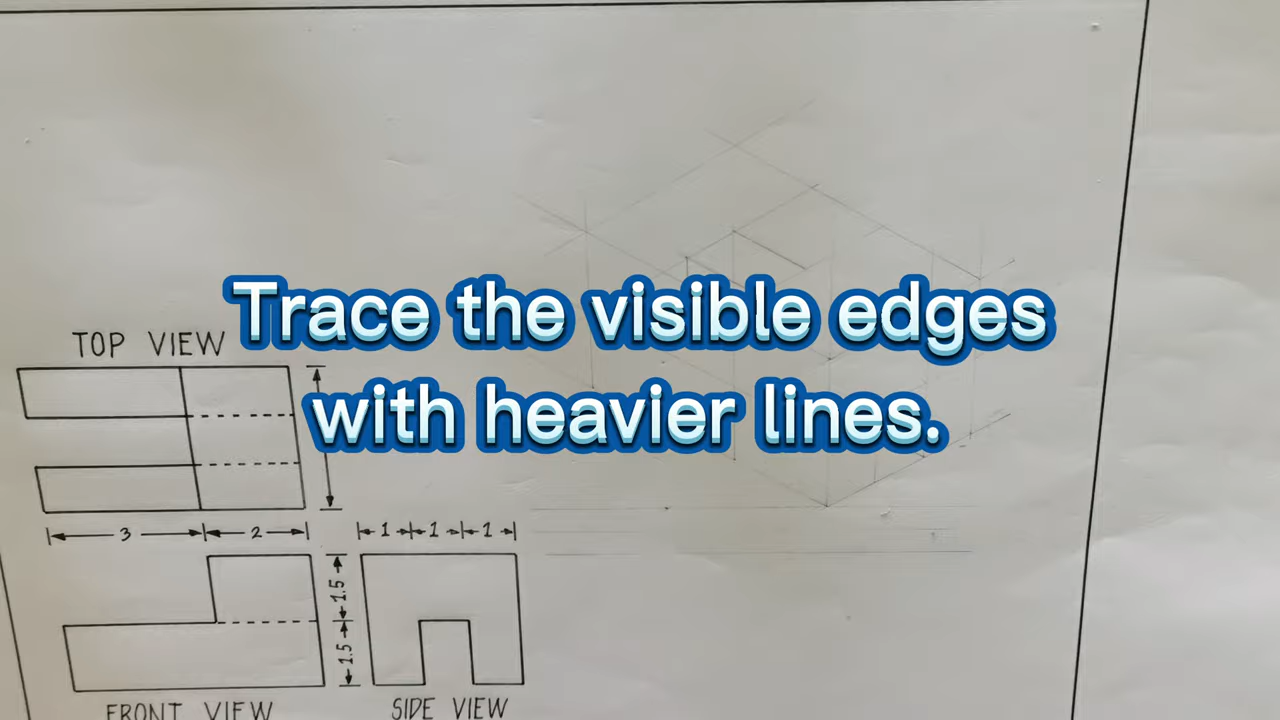 Trace the visible edges
with heavier lines.
TOP VIEW
3
2
1 1 1
1.5
1.5
FRONT VIEW
SIDE VIEW